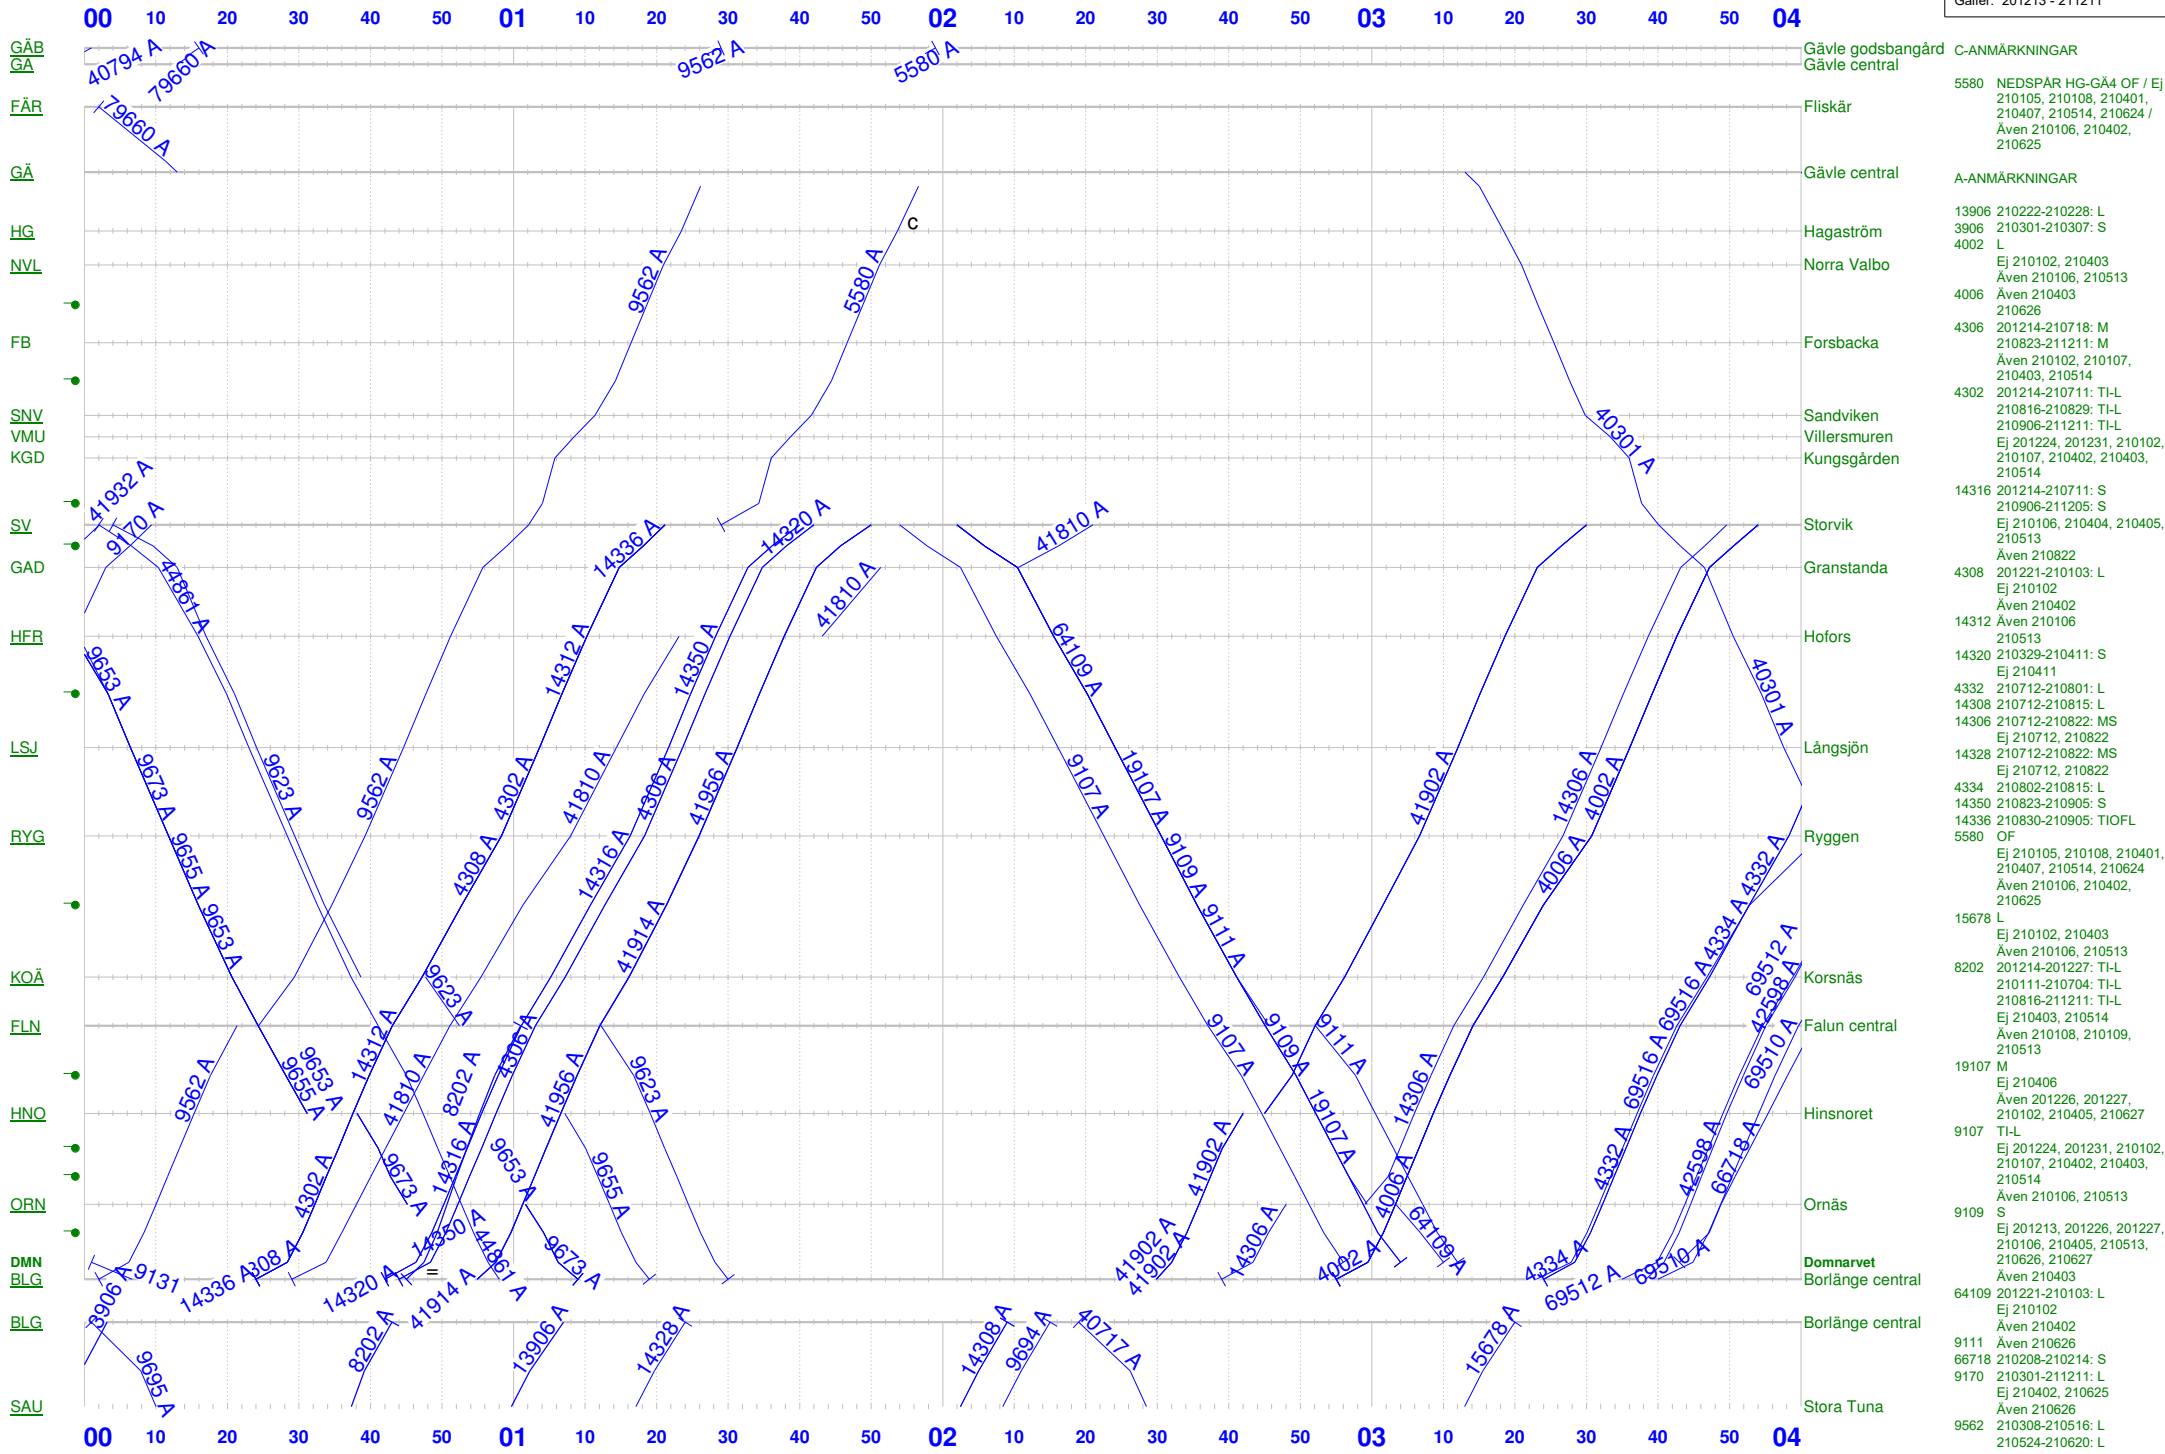 Gäller: 201213 - 211211
00 10 20 30 40 50 01 10 20 30 40 50 02 10 20 30 40 50 03 10 20 30 40 50 04
GÄB Gävle godsbangård
GÄ Gävle central
FÄR Fliskär
GÄ Gävle central
HG Hagaström
NVL Norra Valbo
FB Forsbacka
SNV Sandviken
VMU Villersmuren
KGD Kungsgården
SV Storvik
GAD Granstanda
HFR Hofors
LSJ Långsjön
RYG Ryggen
KOÄ Korsnäs
FLN Falun central
HNO Hinsnoret
ORN Ornäs
DMN Domnarvet
BLG Borlänge central
BLG Borlänge central
SAU Stora Tuna
40794 A
79660 A
9562 A
5580 A
79660 A
C
9562 A
5580 A
40301 A
41932 A
9170 A
14336 A
14320 A
41810 A
44861 A
41810 A
9653 A
14312 A
14350 A
64109 A
40301 A
9673 A
9623 A
9562 A
4302 A
41810 A
4306 A
41956 A
9107 A
19107 A
41902 A
14306 A
4002 A
9655 A
4308 A
14316 A
9109 A
4006 A
4332 A
9653 A
9623 A
41914 A
9111 A
4334 A
69516 A
69512 A
42598 A
9562 A
9653 A
9655 A
14312 A
41810 A
8202 A
4306 A
41956 A
9623 A
9107 A
9109 A
9111 A
14306 A
69516 A
69510 A
4302 A
9673 A
14316 A
9653 A
9655 A
41902 A
19107 A
4006 A
4332 A
42598 A
66718 A
9131
14336 A
308 A
14320 A
14350 A
=
41914 A
44861 A
9673 A
41902 A
41902 A
14306 A
4002 A
64109 A
4334 A
69512 A
69510 A
3906 A
9695 A
8202 A
13906 A
14328 A
14308 A
9694 A
40717 A
15678 A
00 10 20 30 40 50 01 10 20 30 40 50 02 10 20 30 40 50 03 10 20 30 40 50 04
C-ANMÄRKNINGAR
5580 NEDSPÅR HG-GÄ4 OF / Ej
210105, 210108, 210401,
210407, 210514, 210624 /
Även 210106, 210402,
210625
A-ANMÄRKNINGAR
13906 210222-210228: L
3906 210301-210307: S
4002 L
Ej 210102, 210403
Även 210106, 210513
4006 Även 210403
210626
4306 201214-210718: M
210823-211211: M
Även 210102, 210107,
210403, 210514
4302 201214-210711: TI-L
210816-210829: TI-L
210906-211211: TI-L
Ej 201224, 201231, 210102,
210107, 210402, 210403,
210514
14316 201214-210711: S
210906-211205: S
Ej 210106, 210404, 210405,
210513
Även 210822
4308 201221-210103: L
Ej 210102
Även 210402
14312 Även 210106
210513
14320 210329-210411: S
Ej 210411
4332 210712-210801: L
14308 210712-210815: L
14306 210712-210822: MS
Ej 210712, 210822
14328 210712-210822: MS
Ej 210712, 210822
4334 210802-210815: L
14350 210823-210905: S
14336 210830-210905: TIOFL
5580 OF
Ej 210105, 210108, 210401,
210407, 210514, 210624
Även 210106, 210402,
210625
15678 L
Ej 210102, 210403
Även 210106, 210513
8202 201214-201227: TI-L
210111-210704: TI-L
210816-211211: TI-L
Ej 210403, 210514
Även 210108, 210109,
210513
19107 M
Ej 210406
Även 201226, 201227,
210102, 210405, 210627
9107 TI-L
Ej 201224, 201231, 210102,
210107, 210402, 210403,
210514
Även 210106, 210513
9109 S
Ej 201213, 201226, 201227,
210106, 210405, 210513,
210626, 210627
Även 210403
64109 201221-210103: L
Ej 210102
Även 210402
9111 Även 210626
66718 210208-210214: S
9170 210301-211211: L
Ej 210402, 210625
Även 210626
9562 210308-210516: L
210524-210620: L